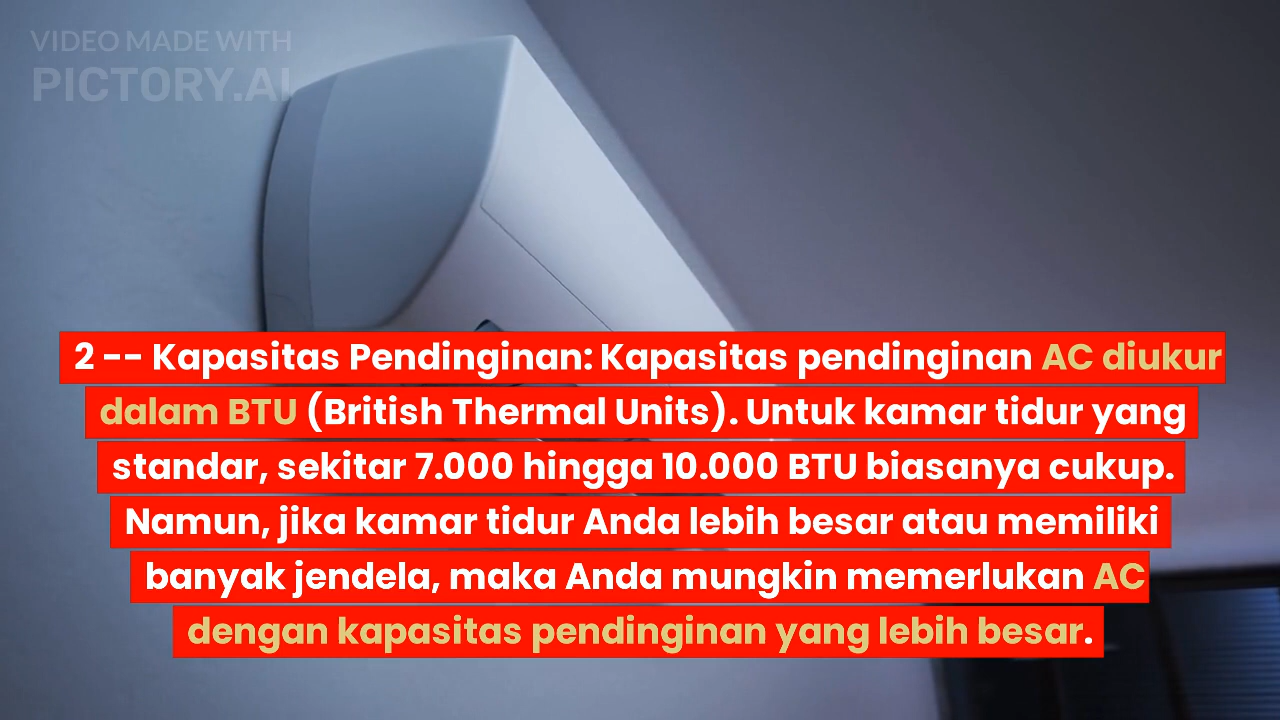 VIDEO MADE WITH
PICTORY.AI
2 -- Kapasitas Pendinginan: Kapasitas pendinginan AC diukur
dalam BTU (British Thermal Units). Untuk kamar tidur yang
standar, sekitar 7.000 hingga 10.000 BTU biasanya cukup.
Namun, jika kamar tidur Anda lebih besar atau memiliki
banyak jendela, maka Anda mungkin memerlukan AC
dengan kapasitas pendinginan yang lebih besar.